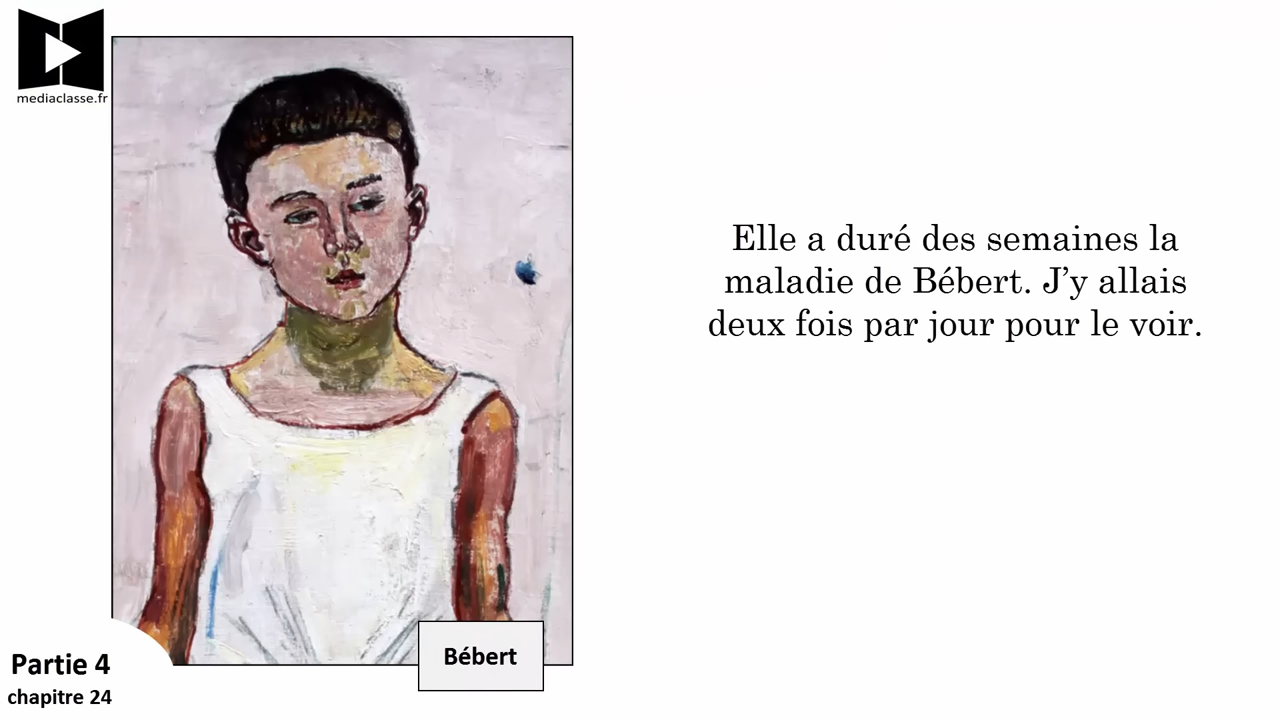 mediaclasse.fr
Elle a duré des semaines la
maladie de Bébert. J’y allais
deux fois par jour pour le voir.
Bébert
Partie 4
chapitre 24